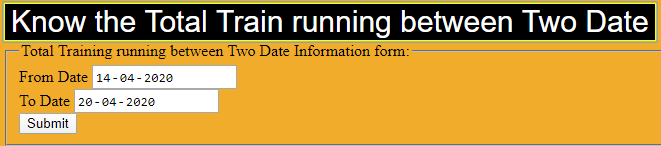 Know the Total Train running between Two Date
Total Training running between Two Date Information form:
From Date 14-04-2020
To Date 20-04-2020
Submit